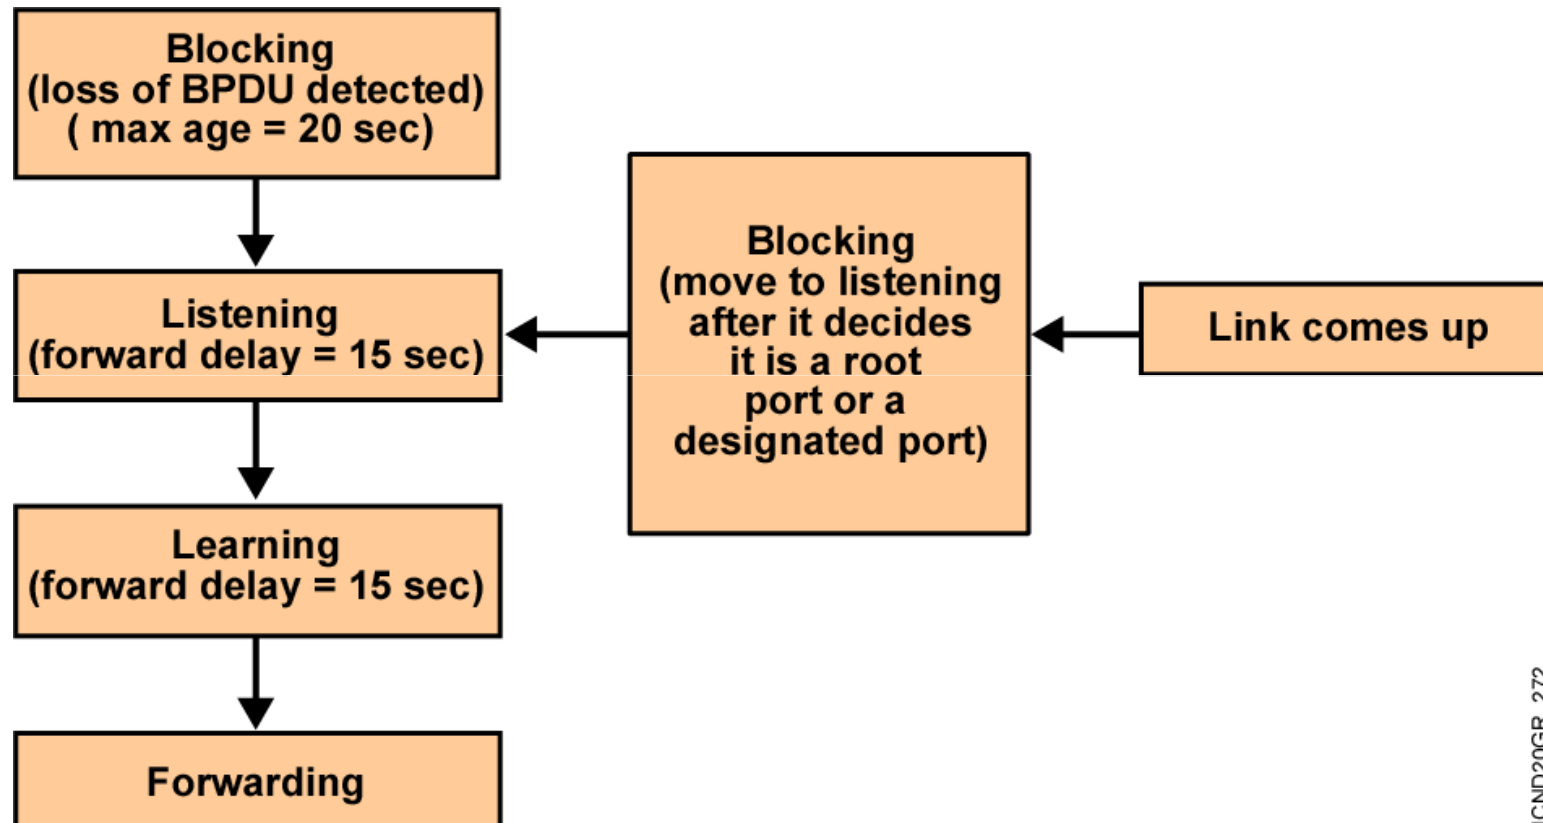 Blocking
(loss of BPDU detected)
( max age = 20 sec)
Listening
(forward delay = 15 sec)
Learning
(forward delay = 15 sec)
Forwarding
Blocking
(move to listening
after it decides
it is a root
port or a
designated port)
Link comes up
ICND20GR_272